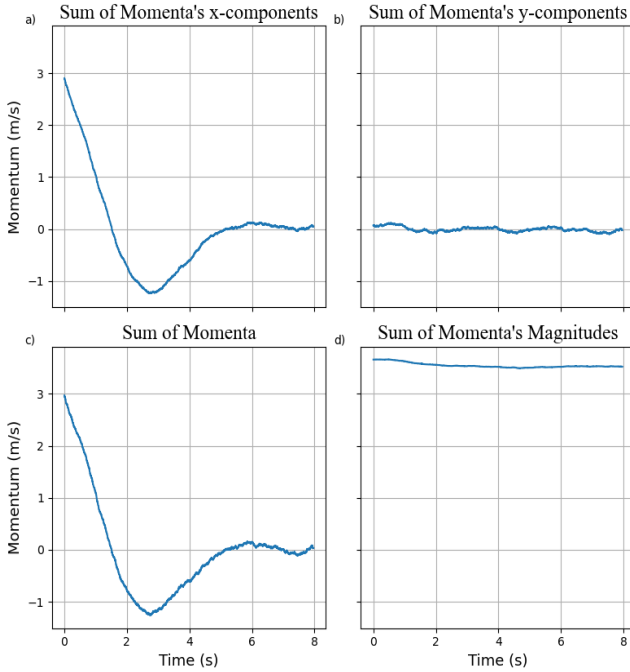 a) Sum of Momenta's x-components
b) Sum of Momenta's y-components
Momentum (m/s)
3
2
1
0
−1
c) Sum of Momenta
d) Sum of Momenta's Magnitudes
Momentum (m/s)
3
2
1
0
−1
0 2 4 6 8
0 2 4 6 8
Time (s)
Time (s)